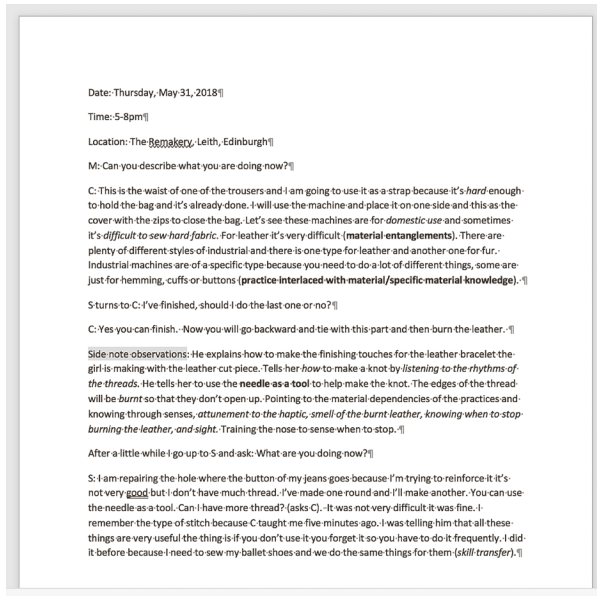 Date: Thursday, May 31, 2018¶
Time: 5-8pm¶
Location: The Remakery, Leith, Edinburgh¶
M: Can you describe what you are doing now?¶
C: This is the waist of one of the trousers and I am going to use it as a strap because it's hard enough
to hold the bag and it's already done. I will use the machine and place it on one side and this as the
cover with the zips to close the bag. Let's see these machines are for domestic use and sometimes
it's difficult to sew hard fabric. For leather it's very difficult (material entanglements). There are
plenty of different styles of industrial and there is one type for leather and another one for fur.
Industrial machines are of a specific type because you need to do a lot of different things, some are
just for hemming, cuffs or buttons (practice interlaced with material/specific material knowledge). ¶
S turns to C: I've finished, should I do the last one or no?¶
C: Yes you can finish. Now you will go backward and tie with this part and then burn the leather. ¶
Side note observations: He explains how to make the finishing touches for the leather bracelet the
girl is making with the leather cut piece. Tells her how to make a knot by listening to the rhythms of
the threads. He tells her to use the needle as a tool to help make the knot. The edges of the thread
will be burnt so that they don't open up. Pointing to the material dependencies of the practices and
knowing through senses, attunement to the haptic, smell of the burnt leather, knowing when to stop
burning the leather, and sight. Training the nose to sense when to stop. ¶
After a little while I go up to S and ask: What are you doing now?¶
S: I am repairing the hole where the button of my jeans goes because I'm trying to reinforce it it's
not very good but I don't have much thread. I've made one round and I'll make another. You can use
the needle as a tool. Can I have more thread? (asks C). -It was not very difficult it was fine. I
remember the type of stitch because C taught me five minutes ago. I was telling him that all these
things are very useful the thing is if you don't use it you forget it so you have to do it frequently. I did
it before because I need to sew my ballet shoes and we do the same things for them (skill transfer).¶